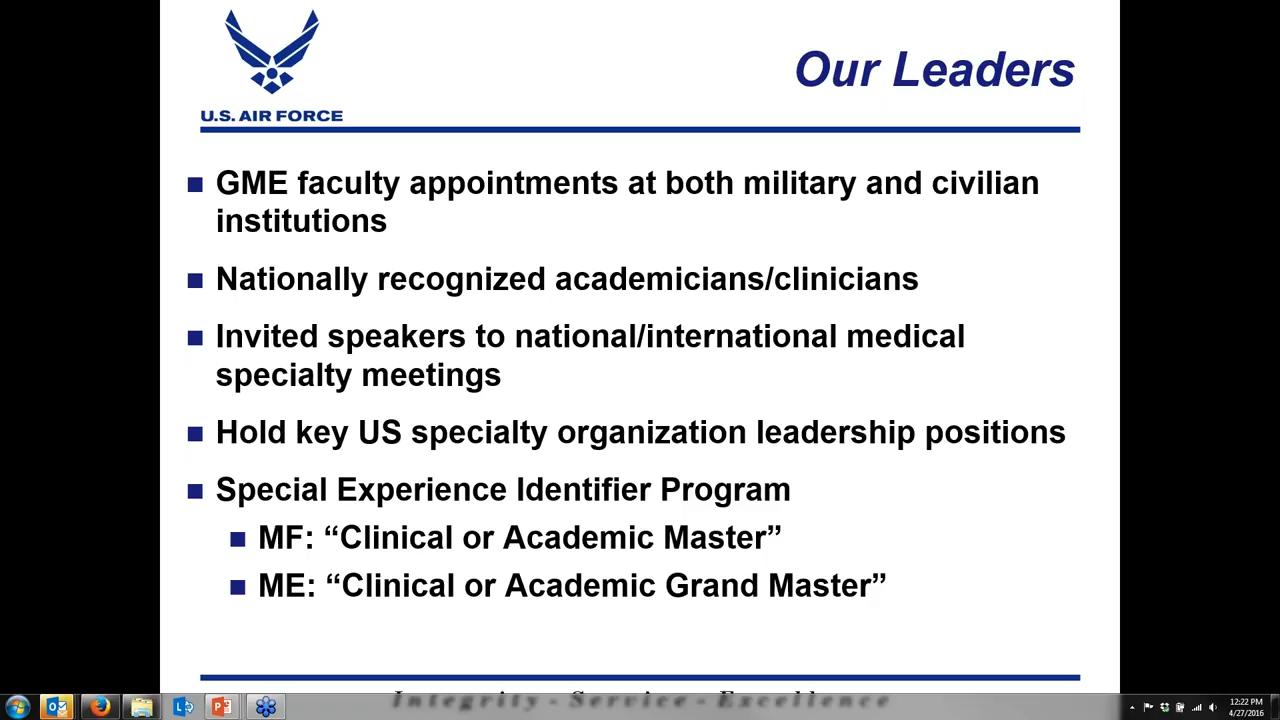 U.S. AIR FORCE
Our Leaders
GME faculty appointments at both military and civilian
institutions
Nationally recognized academicians/clinicians
Invited speakers to national/international medical
specialty meetings
Hold key US specialty organization leadership positions
Special Experience Identifier Program
MF: “Clinical or Academic Master”
ME: “Clinical or Academic Grand Master”
Integrity - Service - Excellence
12:22 PM
4/27/2016